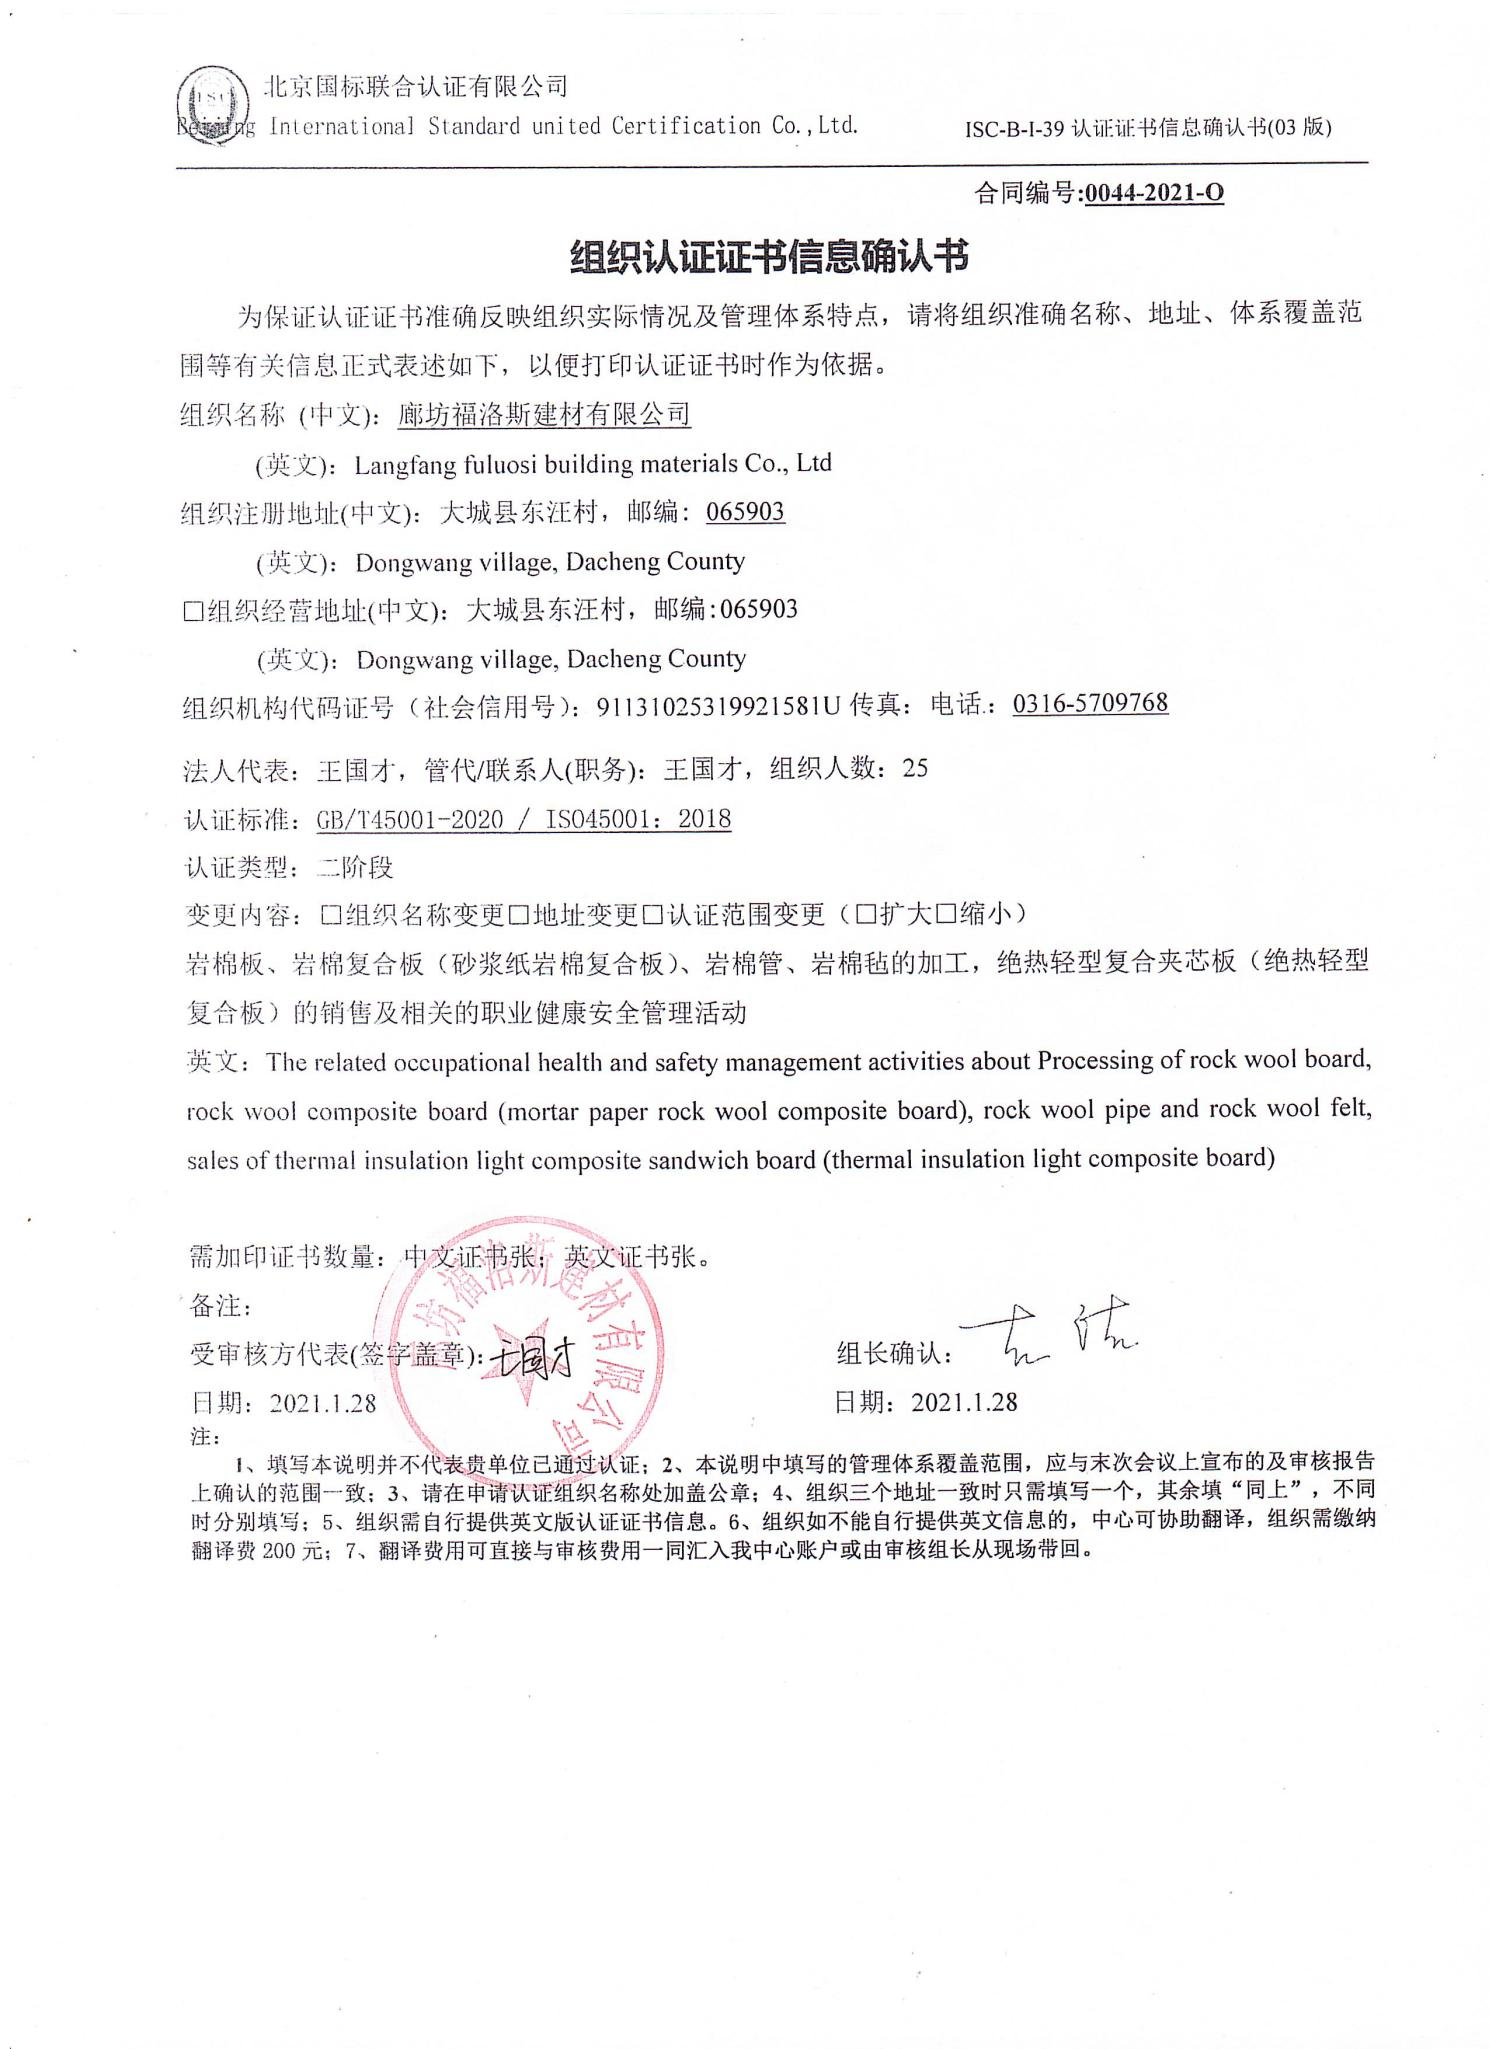 北京国标联合认证有限公司
Beijing International Standard united Certification Co.,Ltd. ISC-B-I-39 认证证书信息确认书(03 版)
合同编号:0044-2021-O
组织认证证书信息确认书
为保证认证证书准确反映组织实际情况及管理体系特点，请将组织准确名称、地址、体系覆盖范
围等有关信息正式表述如下，以便打印认证证书时作为依据。
组织名称 (中文)：廊坊福洛斯建材有限公司
(英文)：Langfang fuluosi building materials Co., Ltd
组织注册地址(中文)：大城县东汪村，邮编：065903
(英文)：Dongwang village, Dacheng County
□组织经营地址(中文)：大城县东汪村，邮编:065903
(英文)：Dongwang village, Dacheng County
组织机构代码证号（社会信用号）：91131025319921581U 传真：电话.：0316-5709768
法人代表：王国才，管代/联系人(职务)：王国才，组织人数：25
认证标准：GB/T45001-2020 / ISO45001：2018
认证类型：二阶段
变更内容：□组织名称变更□地址变更□认证范围变更（□扩大□缩小）
岩棉板、岩棉复合板（砂浆纸岩棉复合板）、岩棉管、岩棉毡的加工，绝热轻型复合夹芯板（绝热轻型
复合板）的销售及相关的职业健康安全管理活动
英文：The related occupational health and safety management activities about Processing of rock wool board,
rock wool composite board (mortar paper rock wool composite board), rock wool pipe and rock wool felt,
sales of thermal insulation light composite sandwich board (thermal insulation light composite board)
需加印证书数量：中文证书张；英文证书张。
备注：
受审核方代表(签字盖章)：王国才 组长确认：
日期：2021.1.28 日期：2021.1.28
廊坊福洛斯建材有限公司
注：
1、填写本说明并不代表贵单位已通过认证；2、本说明中填写的管理体系覆盖范围，应与末次会议上宣布的及审核报告
上确认的范围一致；3、请在申请认证组织名称处加盖公章；4、组织三个地址一致时只需填写一个，其余填“同上”，不同
时分别填写；5、组织需自行提供英文版认证证书信息。6、组织如不能自行提供英文信息的，中心可协助翻译，组织需缴纳
翻译费 200 元；7、翻译费用可直接与审核费用一同汇入我中心账户或由审核组长从现场带回。